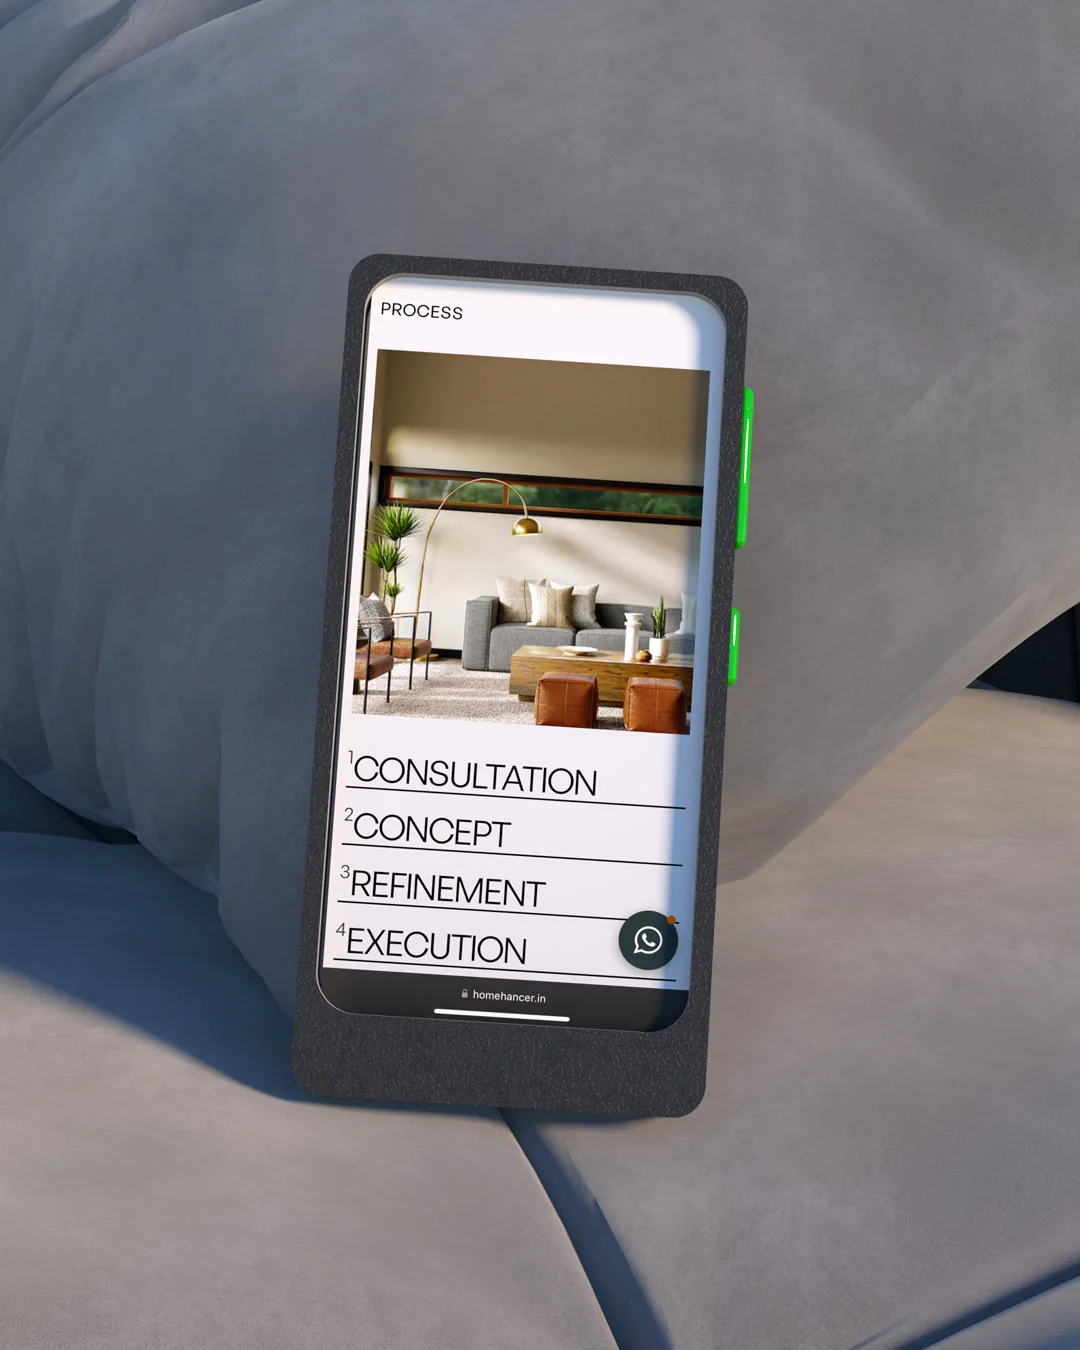 PROCESS
1CONSULTATION
2CONCEPT
3REFINEMENT
4EXECUTION
homehancer.in